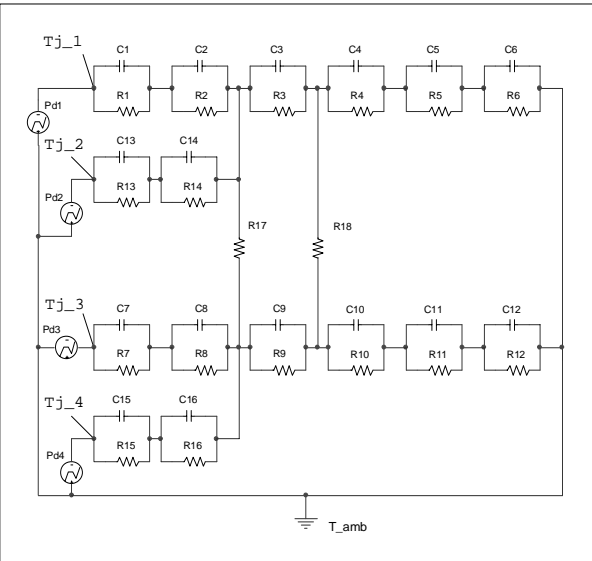 Tj_1
C1 C2 C3 C4 C5 C6
R1 R2 R3 R4 R5 R6
Pd1
Tj_2
C13 C14
R13 R14
Pd2
R17 R18
Tj_3
C7 C8 C9 C10 C11 C12
Pd3
R7 R8 R9 R10 R11 R12
Tj_4
C15 C16
R15 R16
Pd4
T_amb